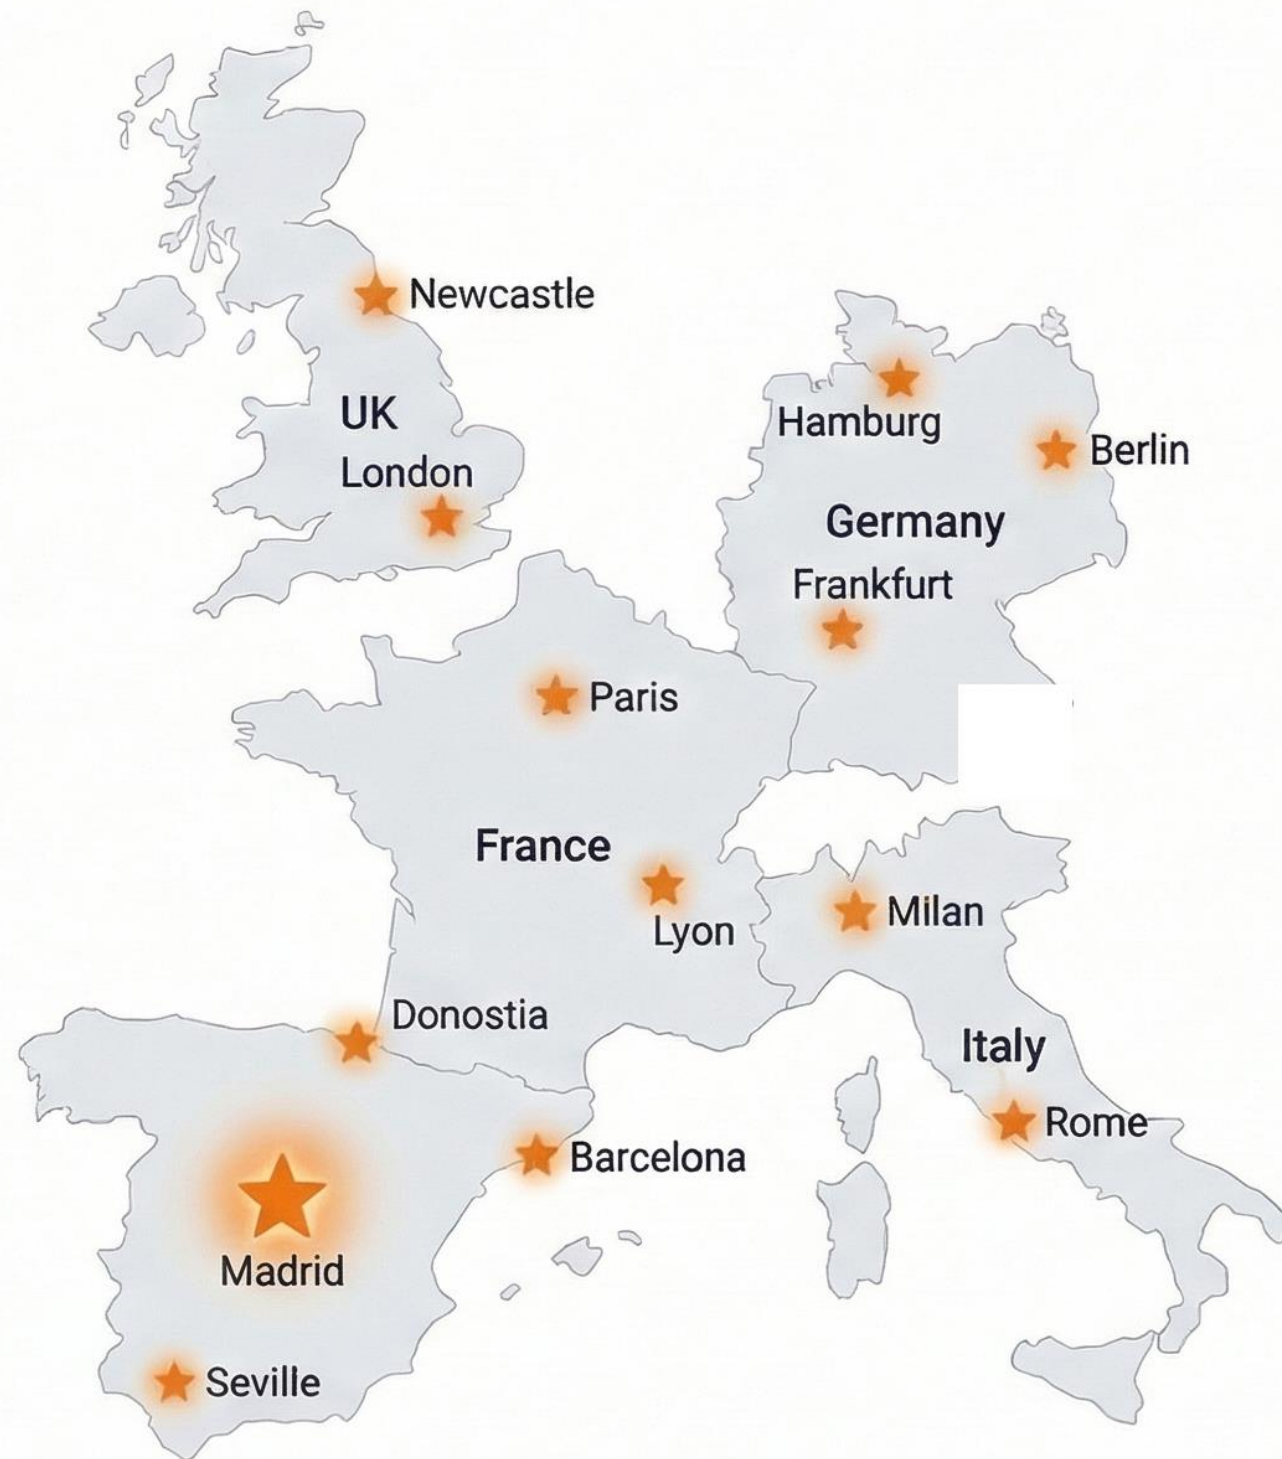 Newcastle
UK
London
Hamburg
Berlin
Germany
Frankfurt
Paris
France
Lyon
Milan
Donostia
Italy
Rome
Barcelona
Madrid
Seville